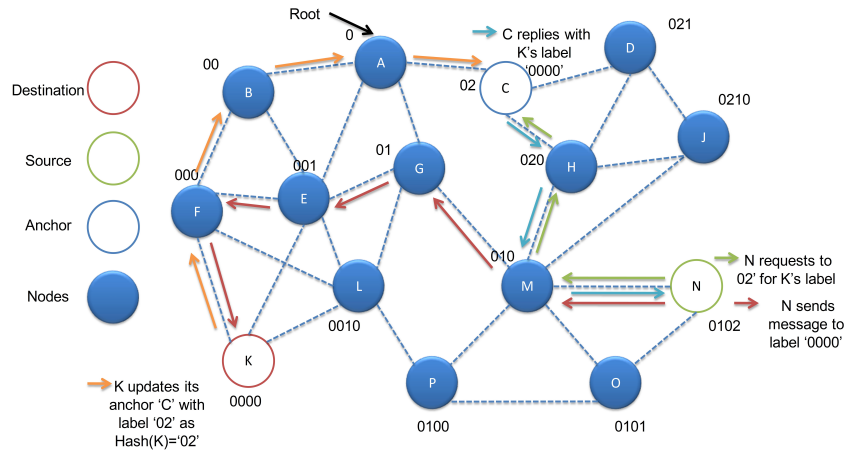 Root
0
C replies with
K's label
'0000'
021
D
A
00
B
02
C
0210
J
Destination
01
G
020
H
Source
000
001
F
E
Anchor
010
N requests to
02' for K's
label
Nodes
L
M
N
0010
0102
N sends
message to
label '0000'
K
0000
P
O
K updates its
anchor 'C' with
label '02' as
Hash(K)='02'
0100
0101